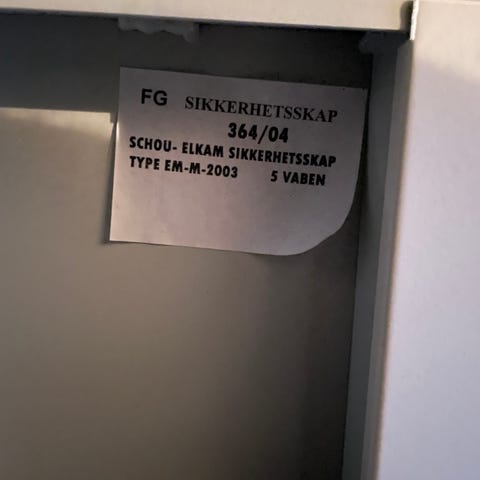 FG SIKKERHETSSKAP
364/04
SCHOU- ELKAM SIKKERHETSSKAP
TYPE EM-M-2003 5 VABEN